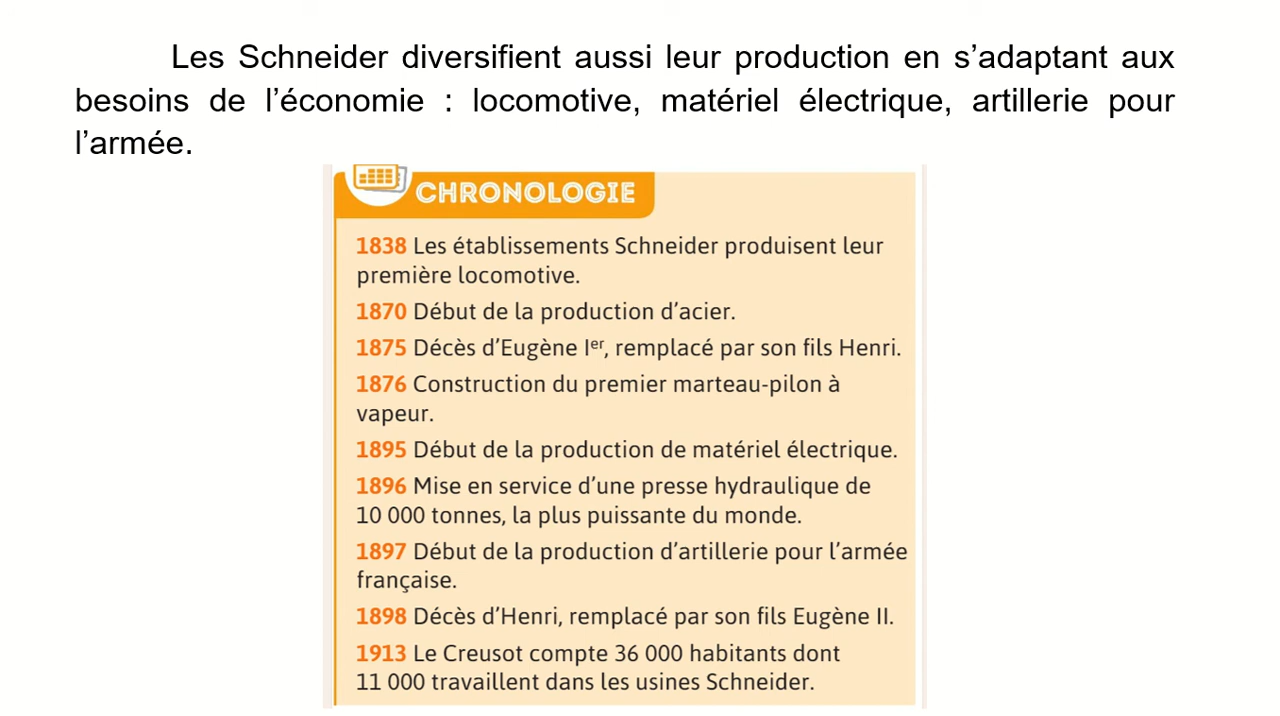 Les Schneider diversifient aussi leur production en s’adaptant aux
besoins de l’économie : locomotive, matériel électrique, artillerie pour
l’armée.
CHRONOLOGIE
1838 Les établissements Schneider produisent leur
première locomotive.
1870 Début de la production d’acier.
1875 Décès d’Eugène Iᵉʳ, remplacé par son fils Henri.
1876 Construction du premier marteau-pilon à
vapeur.
1895 Début de la production de matériel électrique.
1896 Mise en service d’une presse hydraulique de
10 000 tonnes, la plus puissante du monde.
1897 Début de la production d’artillerie pour l’armée
française.
1898 Décès d’Henri, remplacé par son fils Eugène II.
1913 Le Creusot compte 36 000 habitants dont
11 000 travaillent dans les usines Schneider.